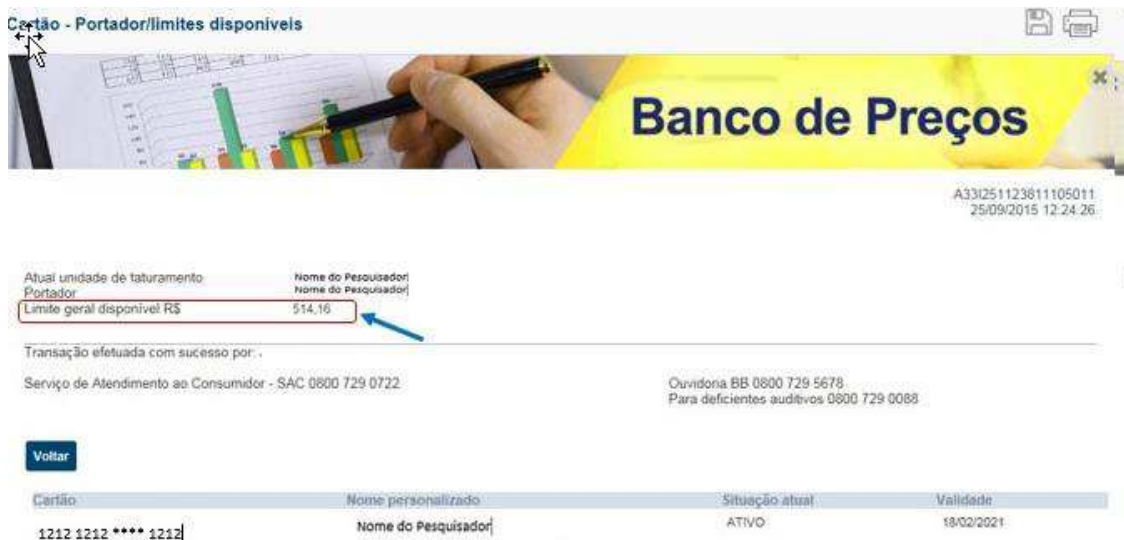 Cartão - Portador/limites disponíveis
Banco de Preços
A33I251123811105011
25/09/2015 12:24:26
Atual unidade de faturamento Nome do Pesquisador
Portador Nome do Pesquisador
Limite geral disponível R$ 514,16
Transação efetuada com sucesso por: .
Serviço de Atendimento ao Consumidor - SAC 0800 729 0722 Ouvidoria BB 0800 729 5678
Para deficientes auditivos 0800 729 0088
Voltar
Cartão Nome personalizado Situação atual Validade
1212 1212 **** 1212 Nome do Pesquisador ATIVO 18/02/2021